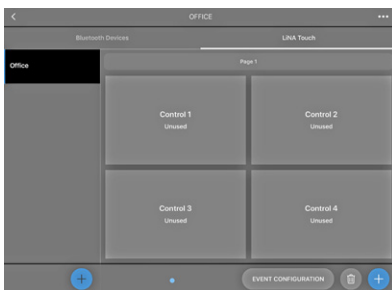 OFFICE
Bluetooth Devices
LiNA Touch
Office
Page 1
Control 1
Unused
Control 2
Unused
Control 3
Unused
Control 4
Unused
EVENT CONFIGURATION